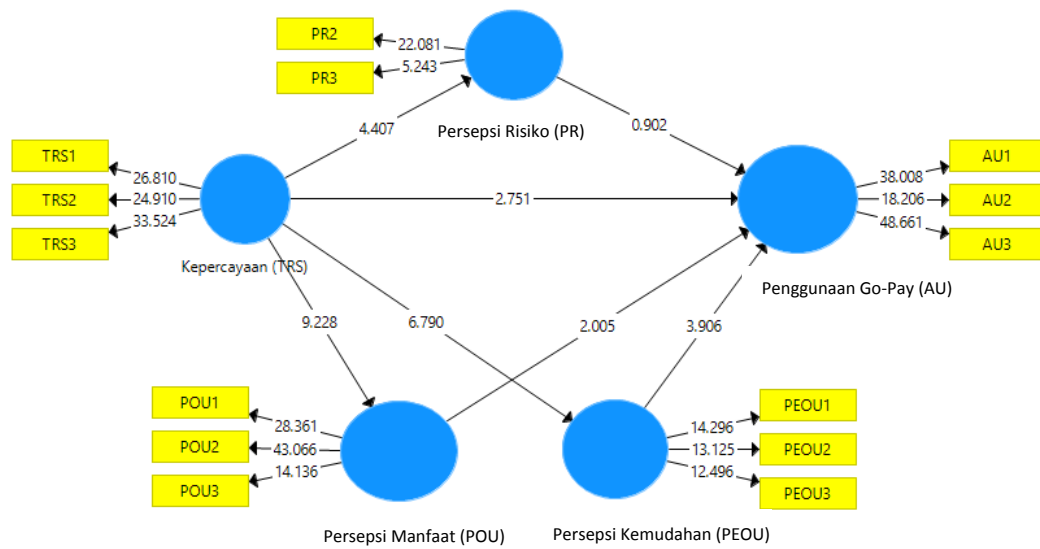 PR2
22.081
PR3
5.243
Persepsi Risiko (PR)
4.407
0.902
TRS1
26.810
TRS2
24.910
TRS3
33.524
Kepercayaan (TRS)
2.751
AU1
38.008
AU2
18.206
AU3
48.661
Penggunaan Go-Pay (AU)
9.228
6.790
2.005
3.906
POU1
28.361
POU2
43.066
POU3
14.136
Persepsi Manfaat (POU)
PEOU1
14.296
PEOU2
13.125
PEOU3
12.496
Persepsi Kemudahan (PEOU)